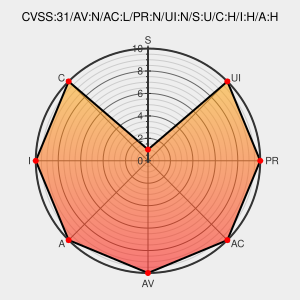 CVSS:31/AV:N/AC:L/PR:N/UI:N/S:U/C:H/I:H/A:H
S
10
C
8
UI
6
4
2
0
I
PR
A
AC
AV